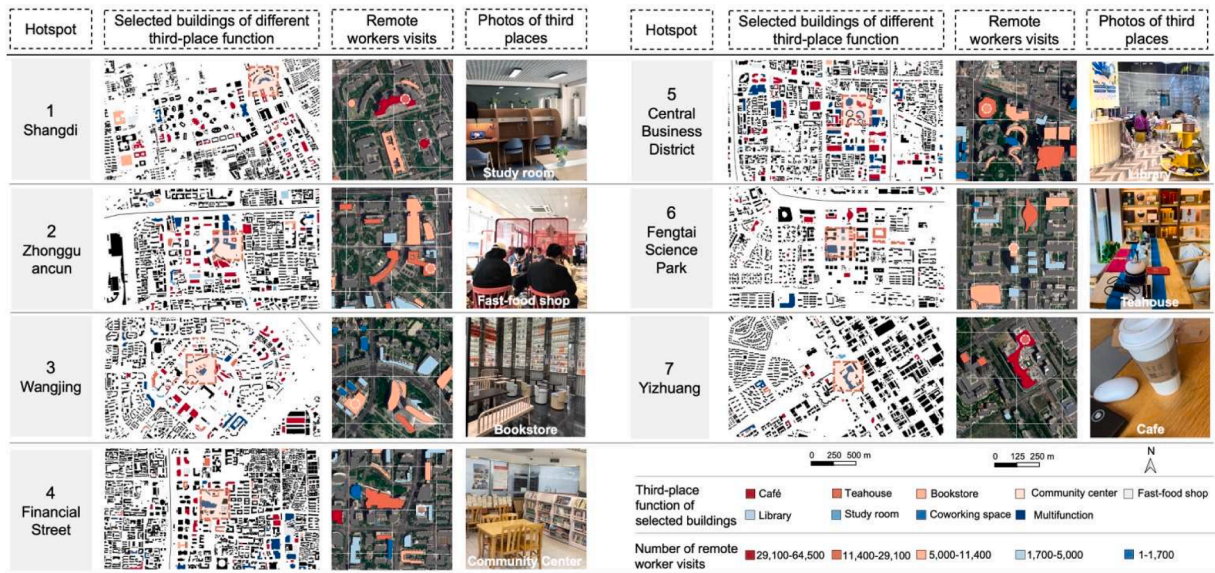 Hotspot
Selected buildings of different
third-place function
Remote
workers visits
Photos of third
places
1
Shangdi
Study room
2
Zhonggu
ancun
Fast-food shop
3
Wangjing
Bookstore
4
Financial
Street
Community Center
Hotspot
Selected buildings of different
third-place function
Remote
workers visits
Photos of third
places
5
Central
Business
District
Library
6
Fengtai
Science
Park
Teahouse
7
Yizhuang
Cafe
0 250 500 m
0 125 250 m
N
Third-place
function of
selected buildings
Café
Teahouse
Bookstore
Community center
Fast-food shop
Library
Study room
Coworking space
Multifunction
Number of remote
worker visits
29,100-64,500
11,400-29,100
5,000-11,400
1,700-5,000
1-1,700